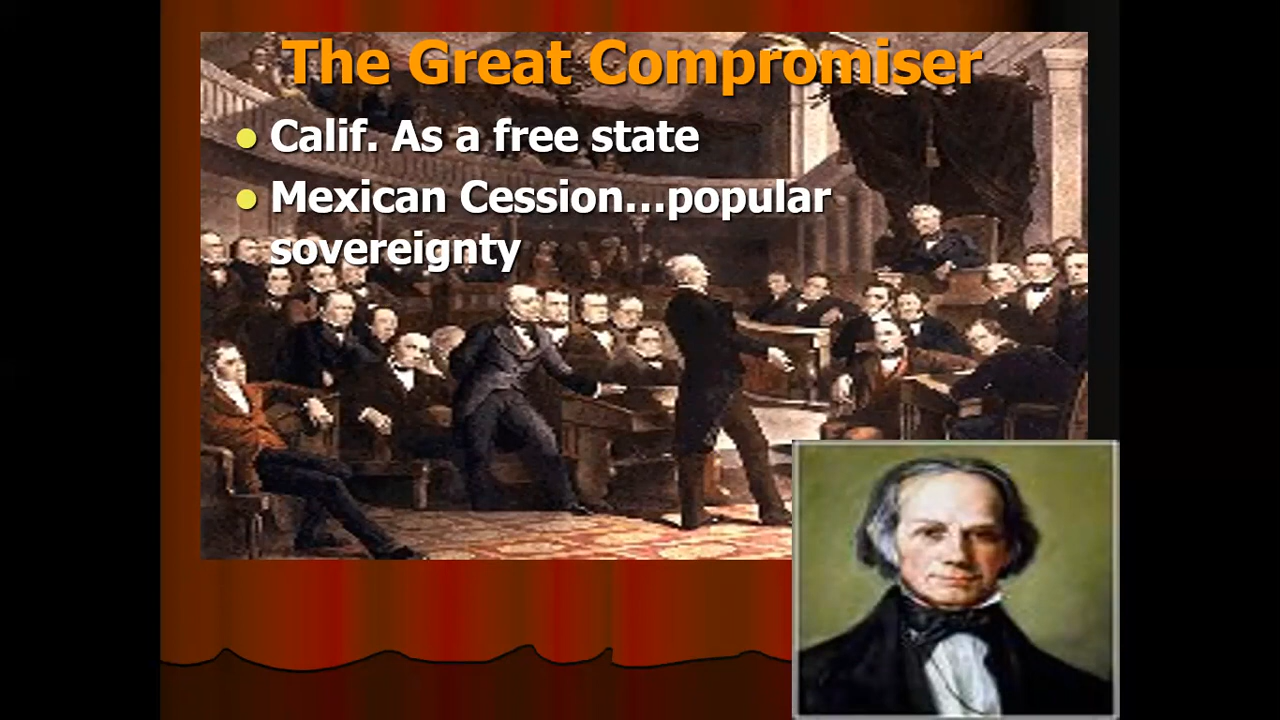 The Great Compromiser
Calif. As a free state
Mexican Cession...popular
sovereignty